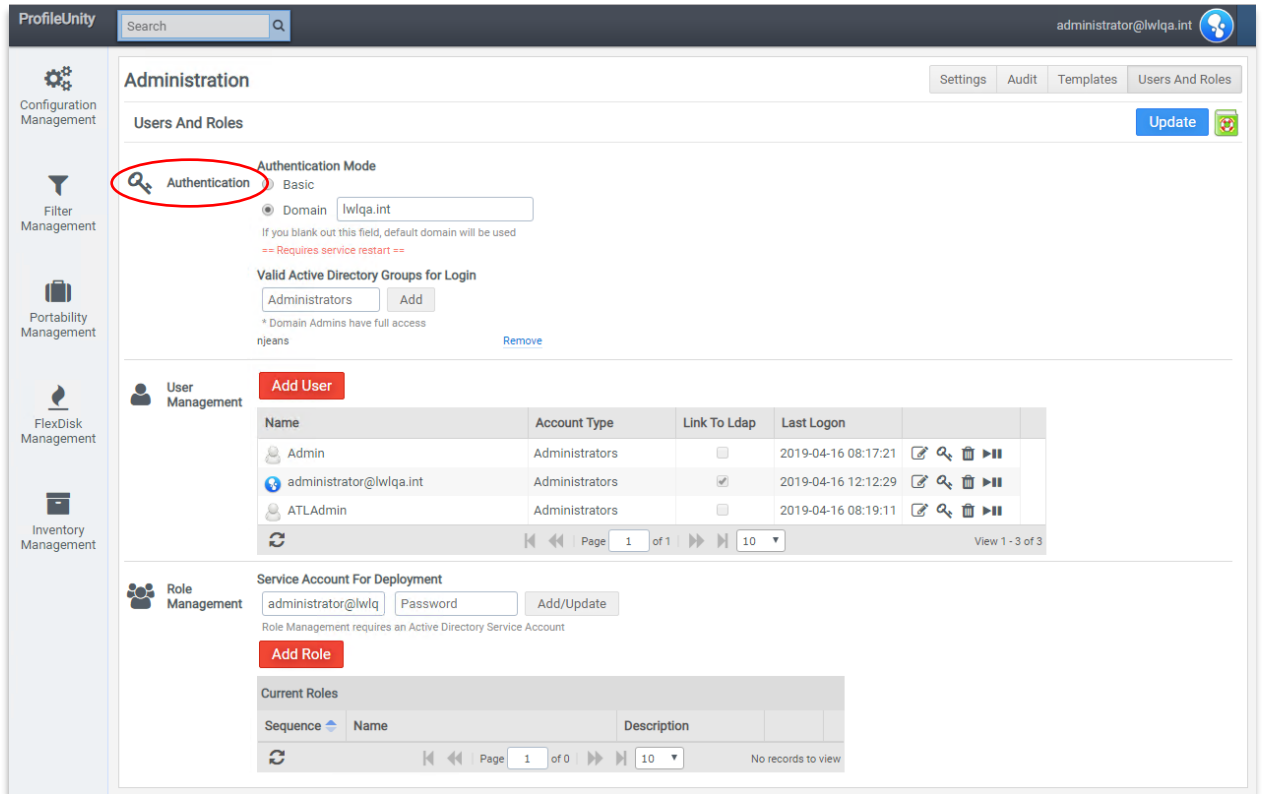 ProfileUnity
Search
administrator@lwlqa.int
Configuration
Management
Filter
Management
Portability
Management
FlexDisk
Management
Inventory
Management
Administration
Settings Audit Templates Users And Roles
Users And Roles
Update
Authentication
Authentication Mode
Basic
Domain lwlqa.int
If you blank out this field, default domain will be used
== Requires service restart ==
Valid Active Directory Groups for Login
Administrators Add
* Domain Admins have full access
njeans Remove
User
Management
Add User
Name Account Type Link To Ldap Last Logon
Admin Administrators 2019-04-16 08:17:21
administrator@lwlqa.int Administrators 2019-04-16 12:12:29
ATLAdmin Administrators 2019-04-16 08:19:11
Page 1 of 1 10 View 1 - 3 of 3
Role
Management
Service Account For Deployment
administrator@lwlq Password Add/Update
Role Management requires an Active Directory Service Account
Add Role
Current Roles
Sequence Name Description
Page 1 of 0 10 No records to view